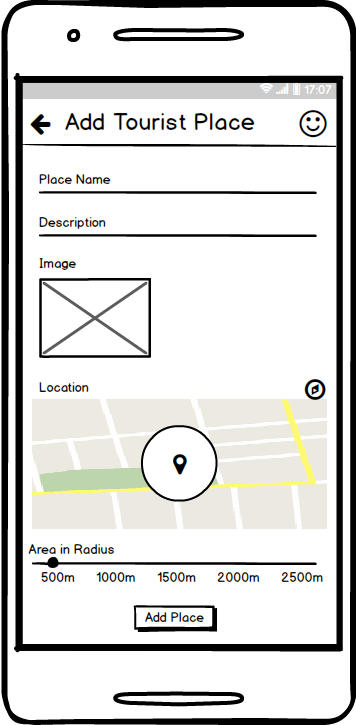 17:07
Add Tourist Place
Place Name
Description
Image
Location
Area in Radius
500m 1000m 1500m 2000m 2500m
Add Place